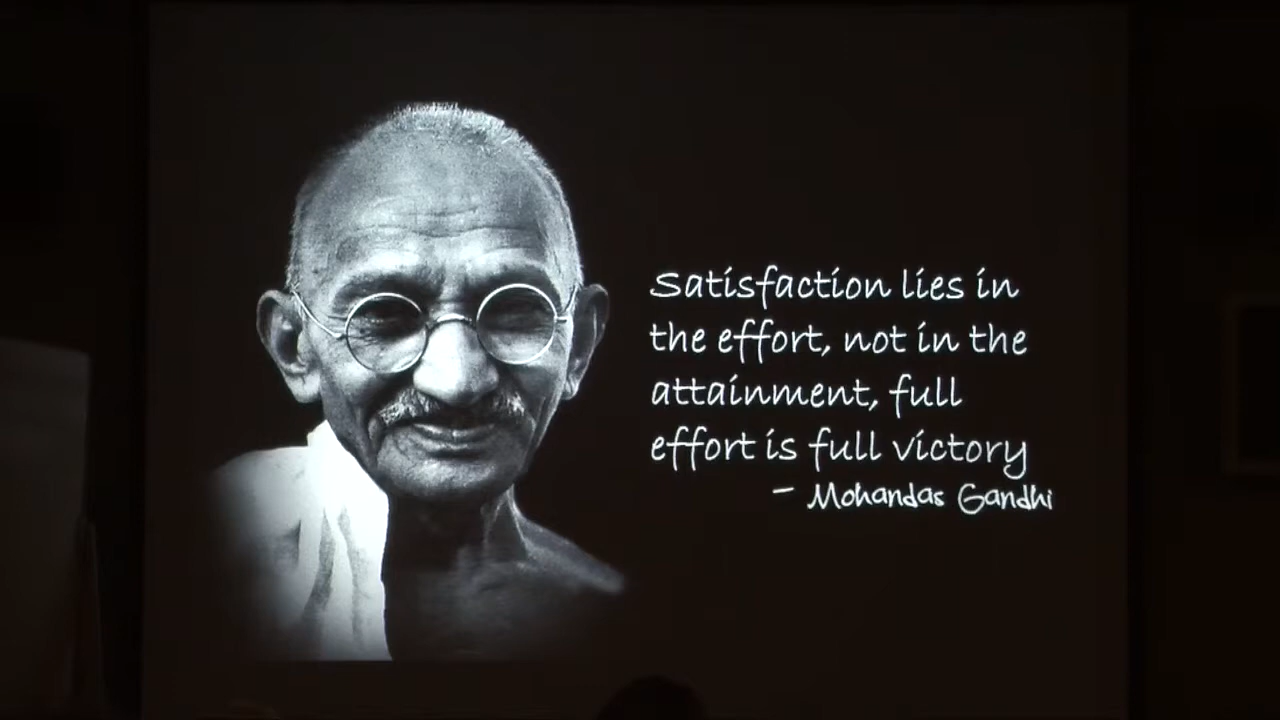 Satisfaction lies in
the effort, not in the
attainment, full
effort is full victory
– Mohandas Gandhi